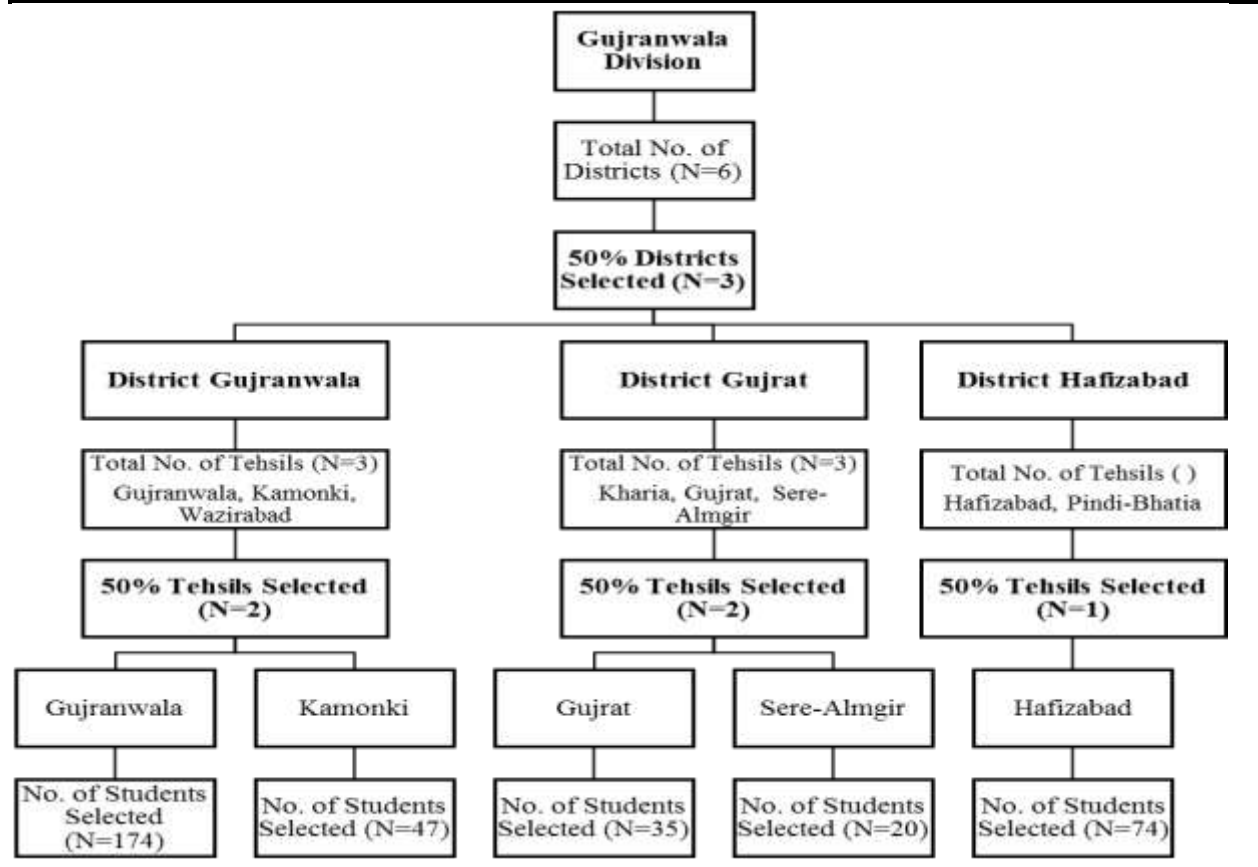 Gujranwala
Division
Total No. of
Districts (N=6)
50% Districts
Selected (N=3)
District Gujranwala
District Gujrat
District Hafizabad
Total No. of Tehsils (N=3)
Gujranwala, Kamonki,
Wazirabad
Total No. of Tehsils (N=3)
Kharia, Gujrat, Sere-
Almgir
Total No. of Tehsils ( )
Hafizabad, Pindi-Bhatia
50% Tehsils Selected
(N=2)
50% Tehsils Selected
(N=2)
50% Tehsils Selected
(N=1)
Gujranwala
Kamonki
Gujrat
Sere-Almgir
Hafizabad
No. of Students
Selected
(N=174)
No. of Students
Selected (N=47)
No. of Students
Selected (N=35)
No. of Students
Selected (N=20)
No. of Students
Selected (N=74)